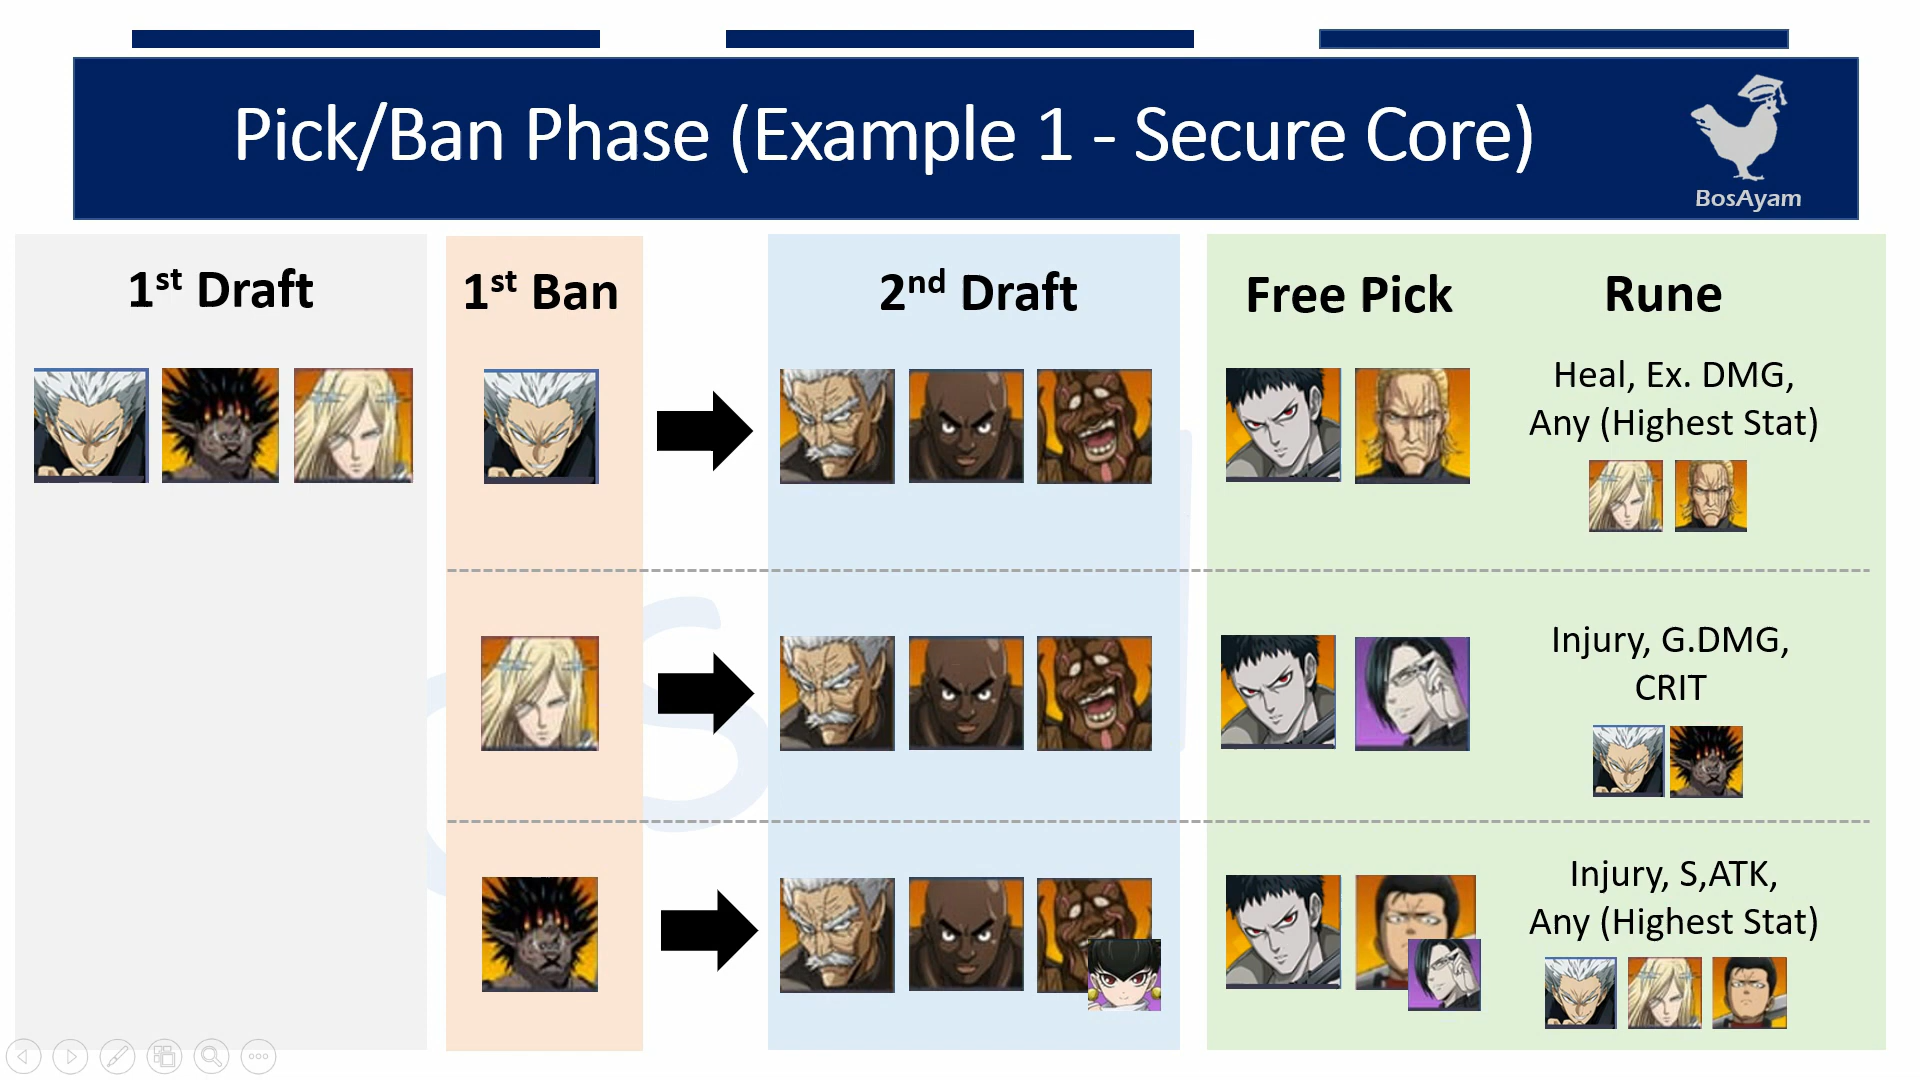 Pick/Ban Phase (Example 1 - Secure Core)
BosAyam
1st Draft
1st Ban
2nd Draft
Free Pick
Rune
Heal, Ex. DMG,
Any (Highest Stat)
Injury, G.DMG,
CRIT
Injury, S,ATK,
Any (Highest Stat)